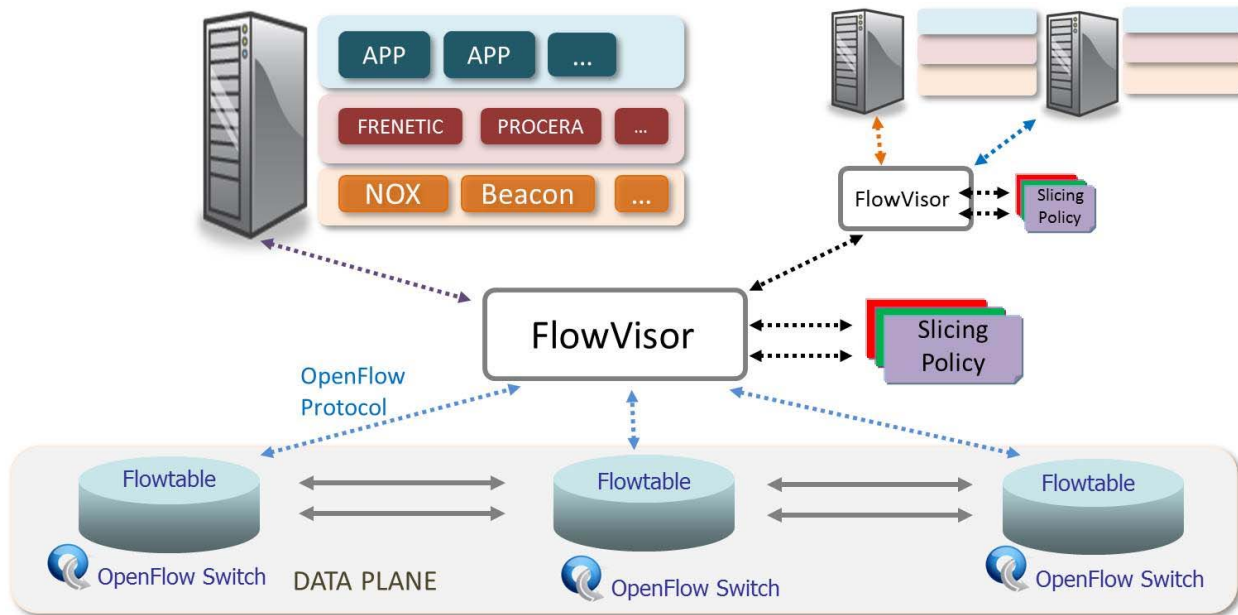 APP
APP
...
FRENETIC
PROCERA
...
NOX
Beacon
...
FlowVisor
Slicing
Policy
FlowVisor
Slicing
Policy
OpenFlow
Protocol
Flowtable
Flowtable
Flowtable
OpenFlow Switch
DATA PLANE
OpenFlow Switch
OpenFlow Switch